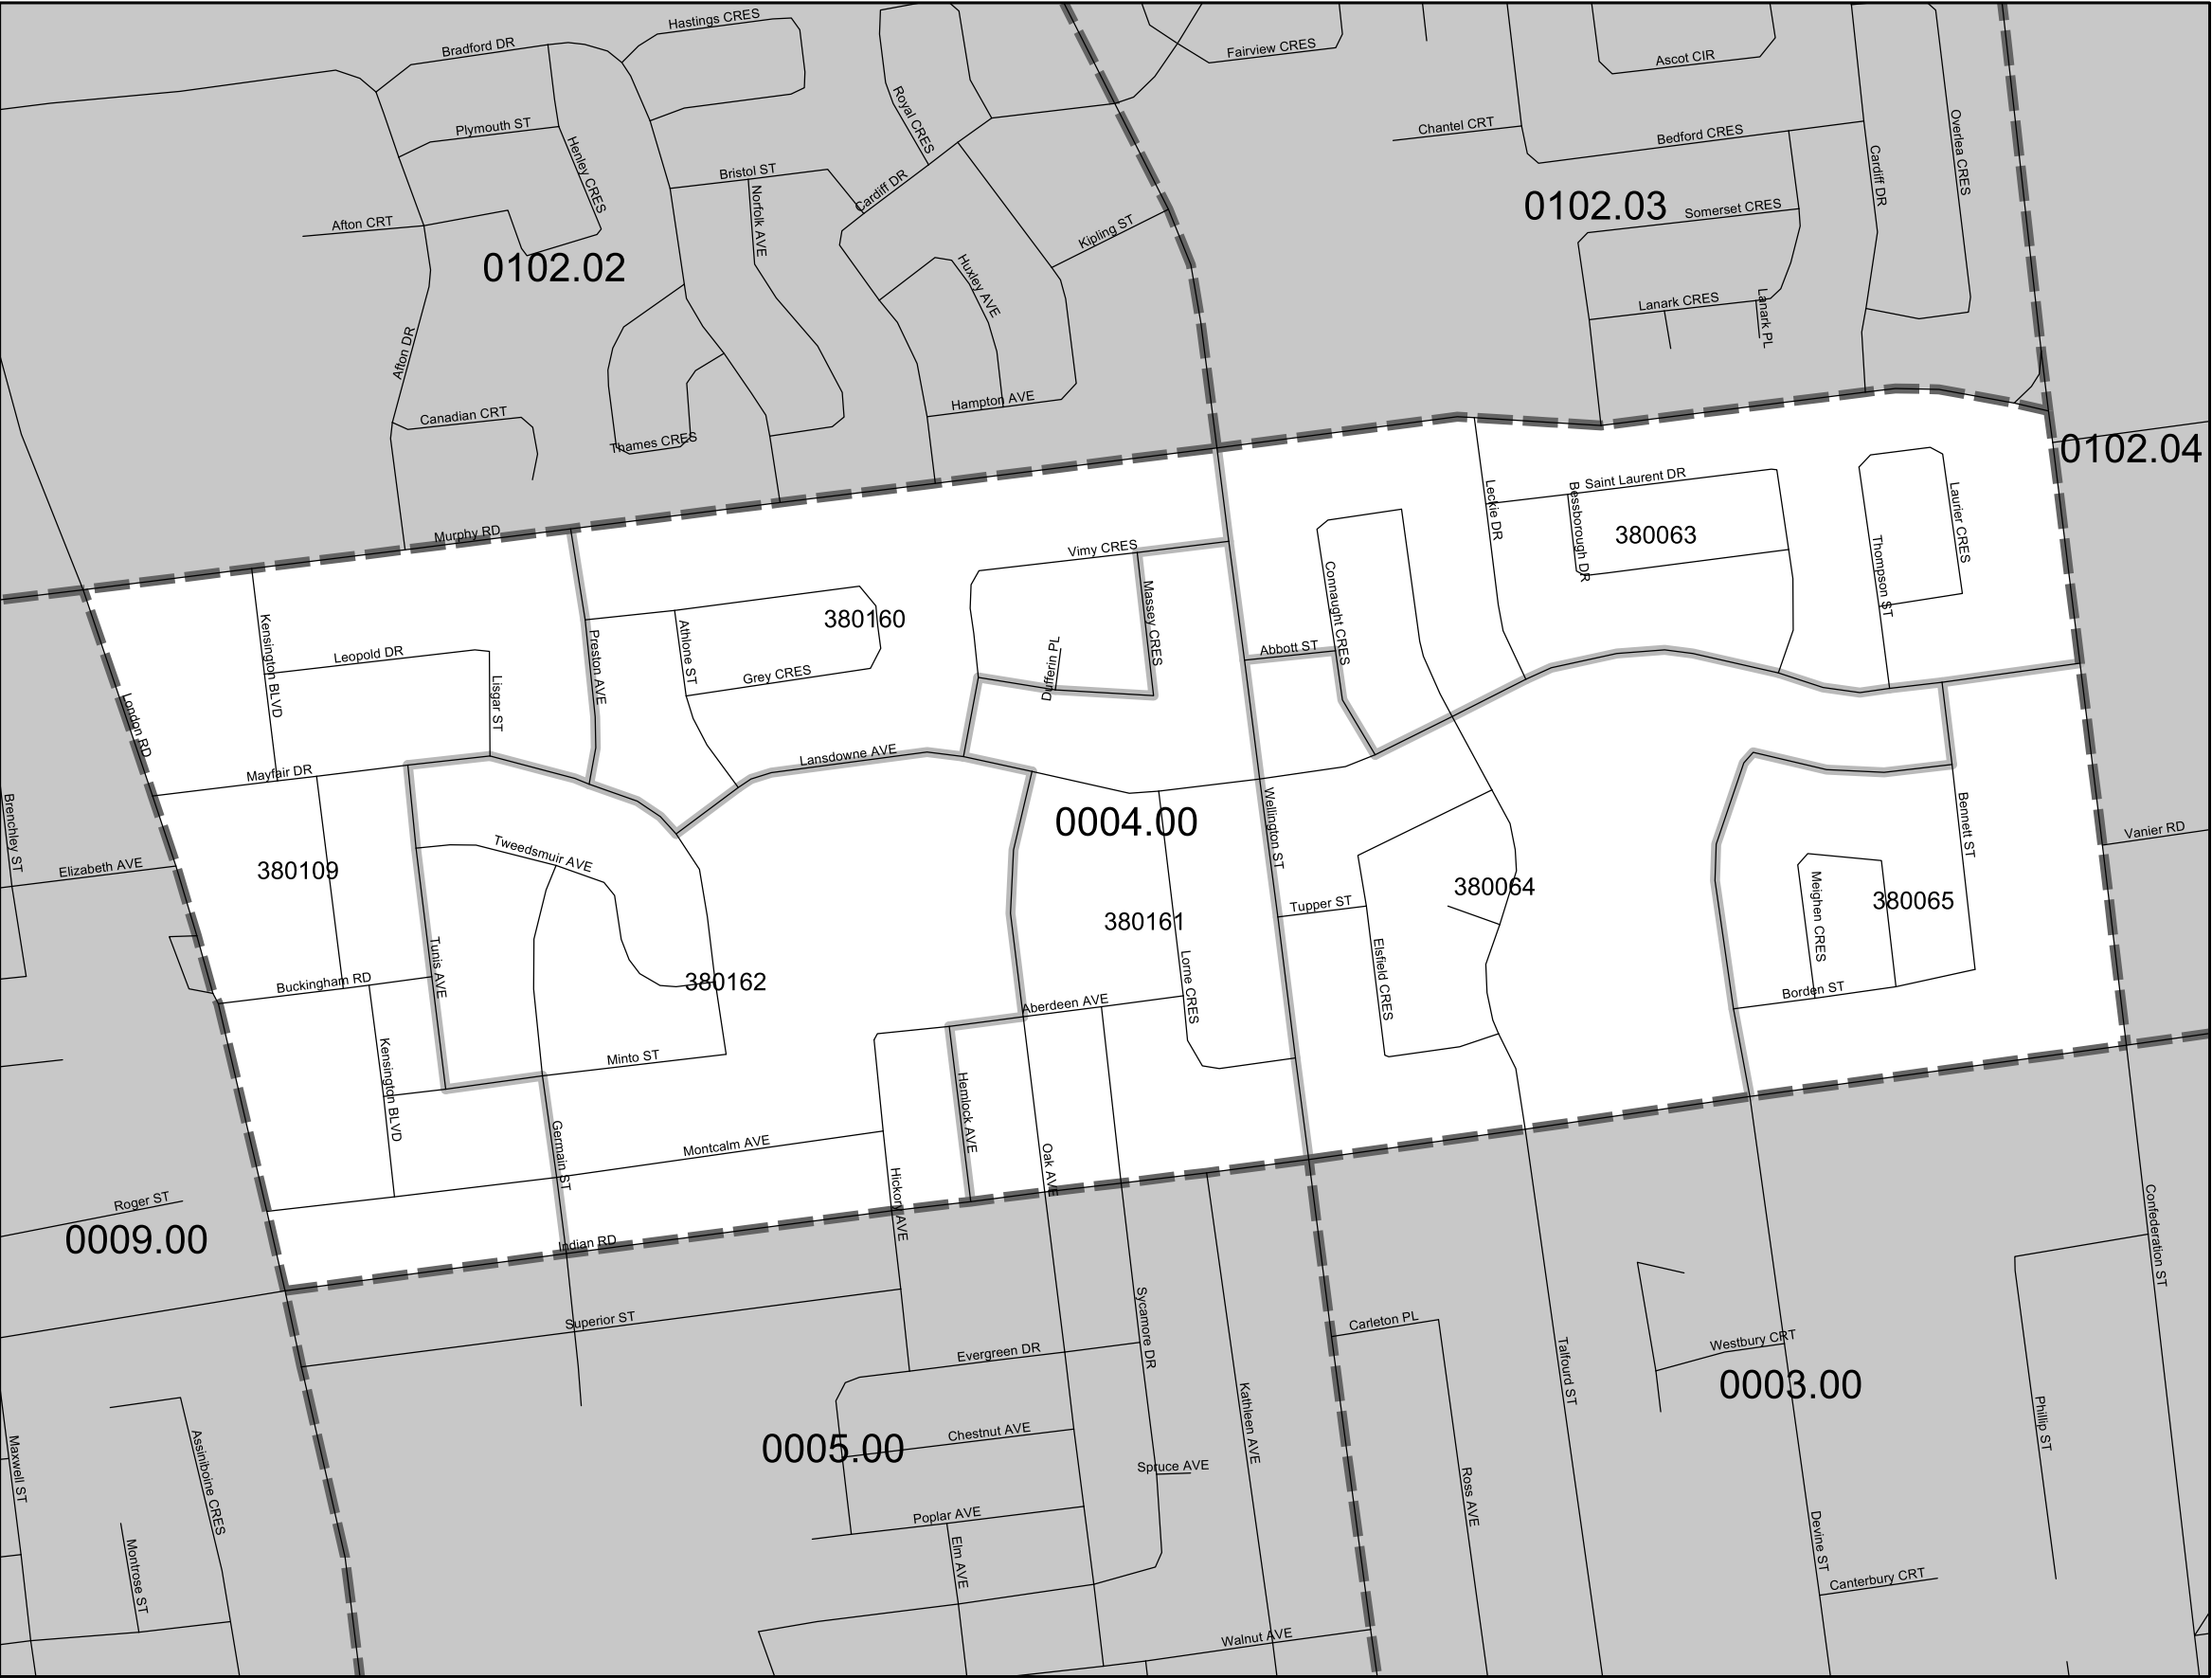 Hastings CRES
Bradford DR
Fairview CRES
Ascot CIR
Royal CRES
Plymouth ST
Henley CRES
Chantel CRT
Bedford CRES
Overlea CRES
Cardiff DR
Bristol ST
Norfolk AVE
Cardiff DR
Afton CRT
Kipling ST
0102.03
Somerset CRES
0102.02
Huxley AVE
Lanark CRES
Lanark PL
Afton DR
Canadian CRT
Thames CRES
Hampton AVE
0102.04
Murphy RD
Leckie DR
Saint Laurent DR
Bessborough DR
380063
Laurier CRES
Thompson ST
Vimy CRES
Massey CRES
Connaught CRES
Kensington BLVD
Leopold DR
Lisgar ST
Preston AVE
Athlone ST
380160
Grey CRES
Dufferin PL
Abbott ST
London RD
Mayfair DR
Lansdowne AVE
0004.00
Wellington ST
Bennett ST
Vanier RD
Brenchley ST
Elizabeth AVE
380109
Tweedsmuir AVE
380161
Tupper ST
380064
Elsfield CRES
Meighen CRES
380065
Tunis AVE
Buckingham RD
380162
Aberdeen AVE
Lorne CRES
Borden ST
Kensington BLVD
Minto ST
Hemlock AVE
Germain ST
Montcalm AVE
Hickory AVE
Oak AVE
Roger ST
0009.00
Indian RD
Confederation ST
Superior ST
Evergreen DR
Sycamore DR
Carleton PL
Talfourd ST
Westbury CRT
0003.00
Kathleen AVE
Phillip ST
Maxwell ST
Assiniboine CRES
0005.00
Chestnut AVE
Spruce AVE
Ross AVE
Poplar AVE
Elm AVE
Montrose ST
Devine ST
Canterbury CRT
Walnut AVE